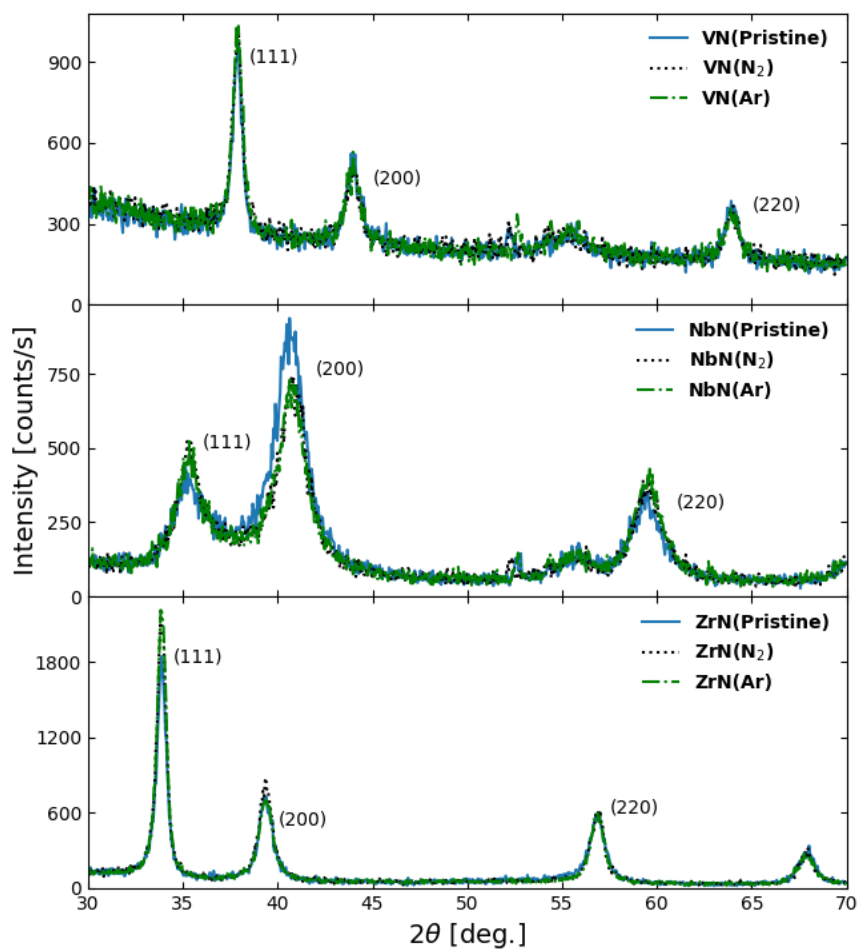 900
600
300
0
(111)
(200)
(220)
VN(Pristine)
VN(N₂)
VN(Ar)
750
500
250
0
(111)
(200)
(220)
NbN(Pristine)
NbN(N₂)
NbN(Ar)
1800
1200
600
0
(111)
(200)
(220)
ZrN(Pristine)
ZrN(N₂)
ZrN(Ar)
Intensity [counts/s]
30 35 40 45 50 55 60 65 70
2θ [deg.]